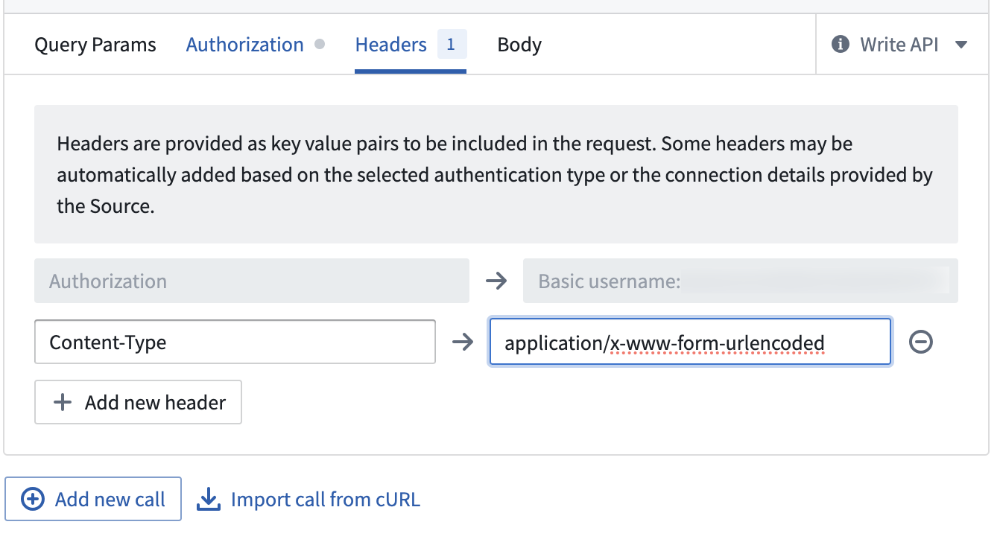 Query Params Authorization Headers 1 Body Write API
Headers are provided as key value pairs to be included in the request. Some headers may be
automatically added based on the selected authentication type or the connection details provided by
the Source.
Authorization Basic username:
Content-Type application/x-www-form-urlencoded
Add new header
Add new call Import call from cURL